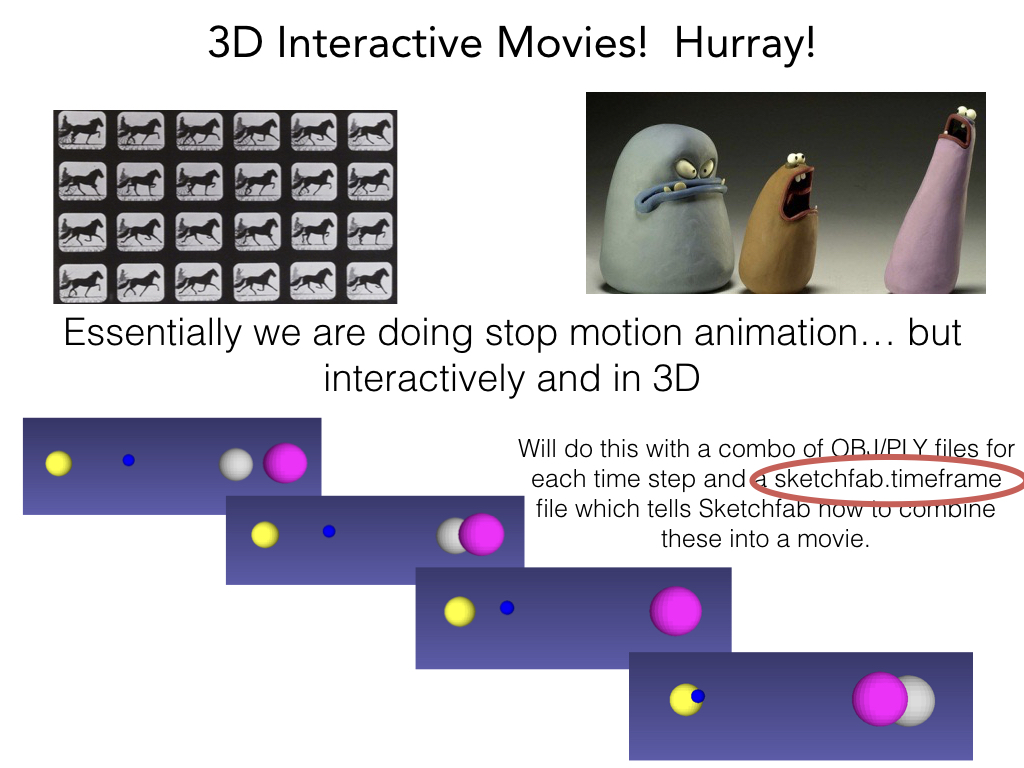 3D Interactive Movies!  Hurray!
Essentially we are doing stop motion animation… but
interactively and in 3D
Will do this with a combo of OBJ/PLY files for
each time step and a sketchfab.timeframe
file which tells Sketchfab how to combine
these into a movie.